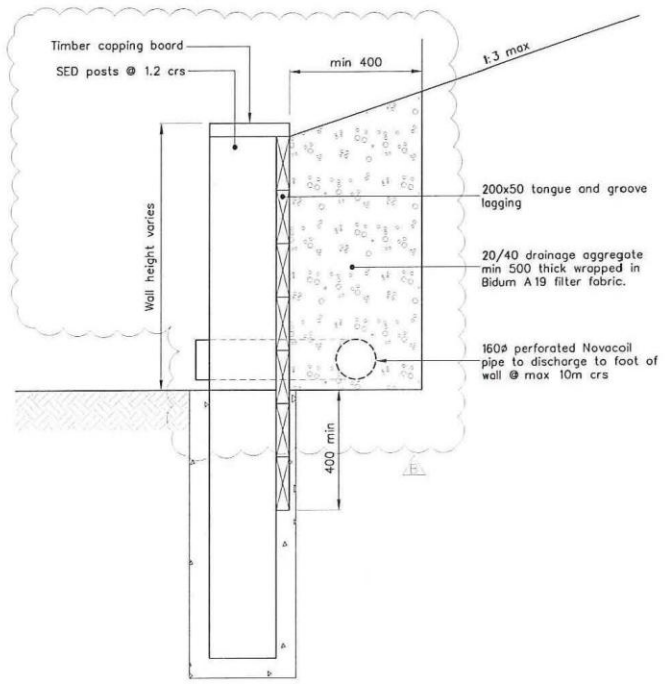 Timber capping board
SED posts @ 1.2 crs
min 400
1:3 max
Wall height varies
200x50 tongue and groove
lagging
20/40 drainage aggregate
min 500 thick wrapped in
Bidum A19 filter fabric.
160ø perforated Novacoil
pipe to discharge to foot of
wall @ max 10m crs
400 min
B